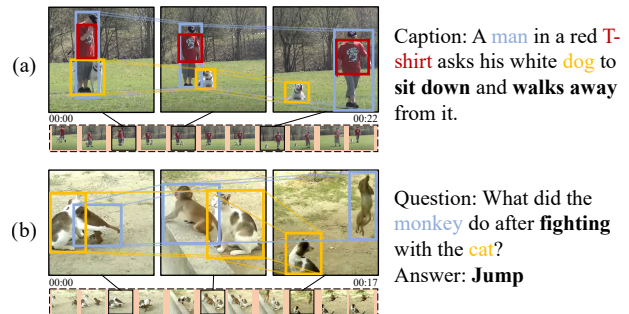 (a)
00:00
00:22
Caption: A man in a red T-
shirt asks his white dog to
sit down and walks away
from it.
(b)
00:00
00:17
Question: What did the
monkey do after fighting
with the cat?
Answer: Jump